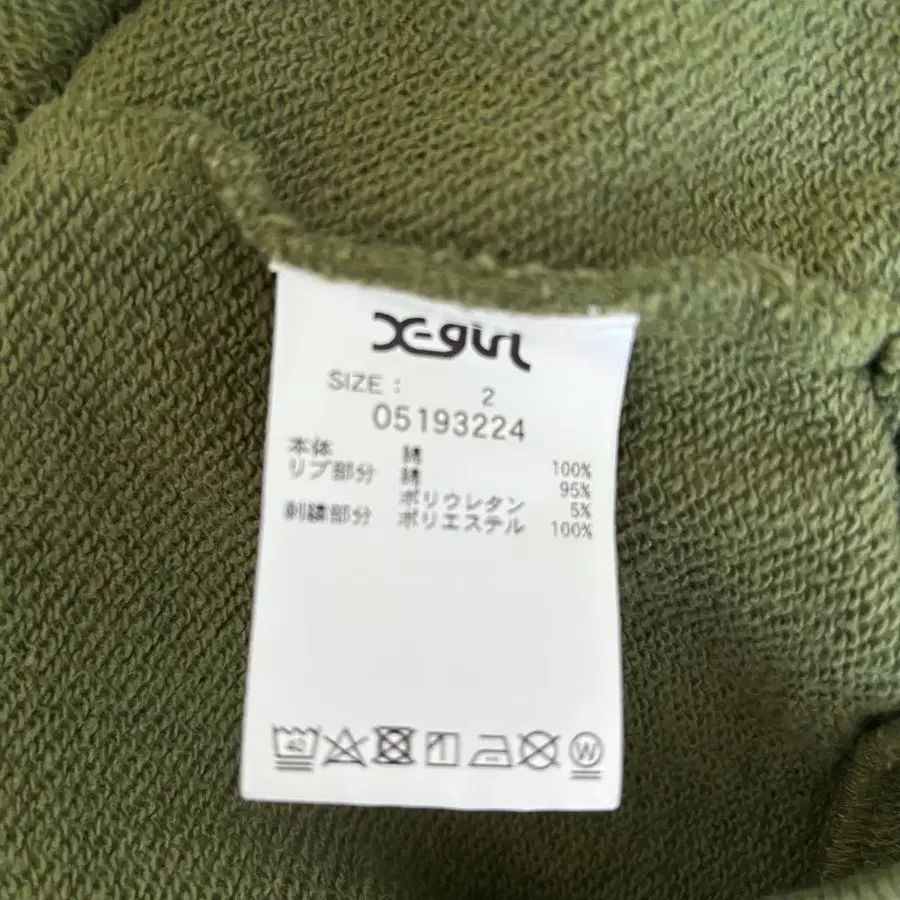 X-girl
SIZE : 2
05193224
本体 綿 100%
リブ部分 綿 95%
ポリウレタン 5%
刺繍部分 ポリエステル 100%
40
W